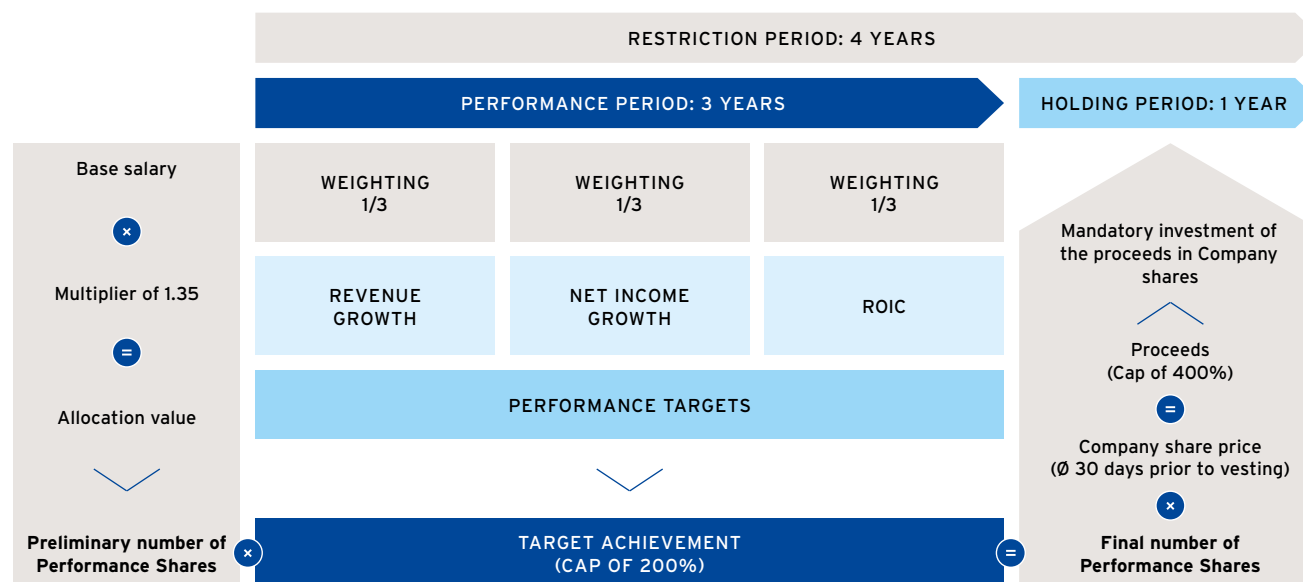 RESTRICTION PERIOD: 4 YEARS
PERFORMANCE PERIOD: 3 YEARS
HOLDING PERIOD: 1 YEAR
Base salary
×
Multiplier of 1.35
=
Allocation value
Preliminary number of
Performance Shares
×
WEIGHTING
1/3
WEIGHTING
1/3
WEIGHTING
1/3
REVENUE
GROWTH
NET INCOME
GROWTH
ROIC
PERFORMANCE TARGETS
TARGET ACHIEVEMENT
(CAP OF 200%)
=
Mandatory investment of
the proceeds in Company
shares
Proceeds
(Cap of 400%)
=
Company share price
(Ø 30 days prior to vesting)
×
Final number of
Performance Shares